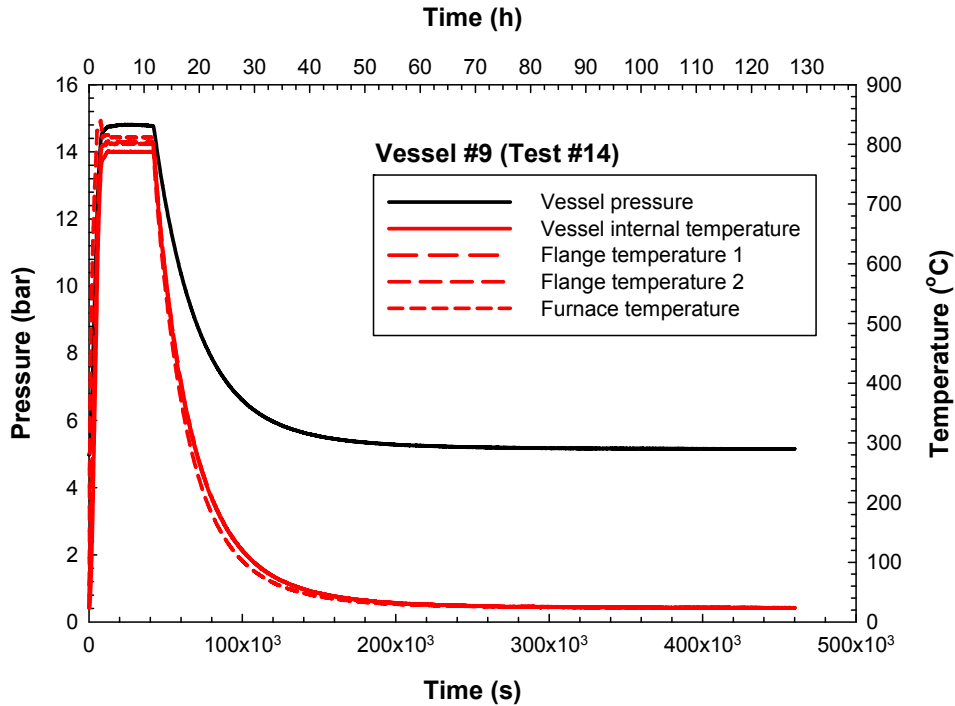 Time (h)
0 10 20 30 40 50 60 70 80 90 100 110 120 130
16
14
12
10
8
6
4
2
0
Pressure (bar)
Vessel #9 (Test #14)
Vessel pressure
Vessel internal temperature
Flange temperature 1
Flange temperature 2
Furnace temperature
900
800
700
600
500
400
300
200
100
0
Temperature (°C)
0 100x10³ 200x10³ 300x10³ 400x10³ 500x10³
Time (s)